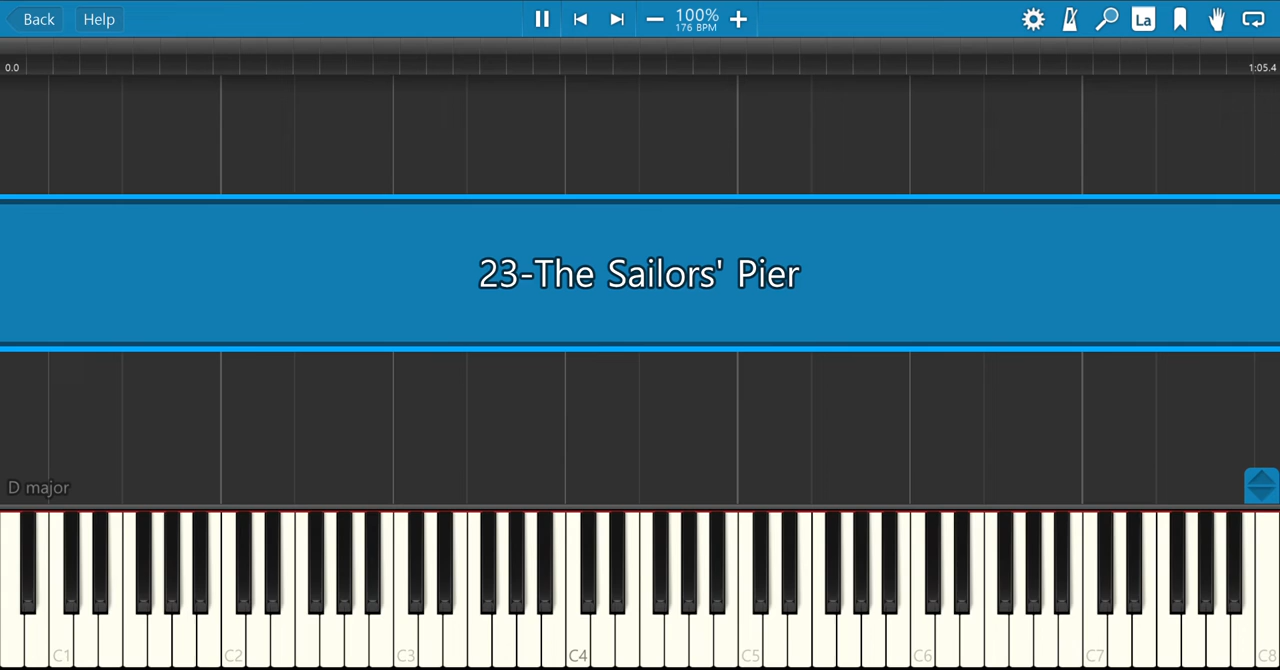 Back
Help
100%
176 BPM
La
0.0
1:05.4
23-The Sailors' Pier
D major
C1
C2
C3
C4
C5
C6
C7
C8